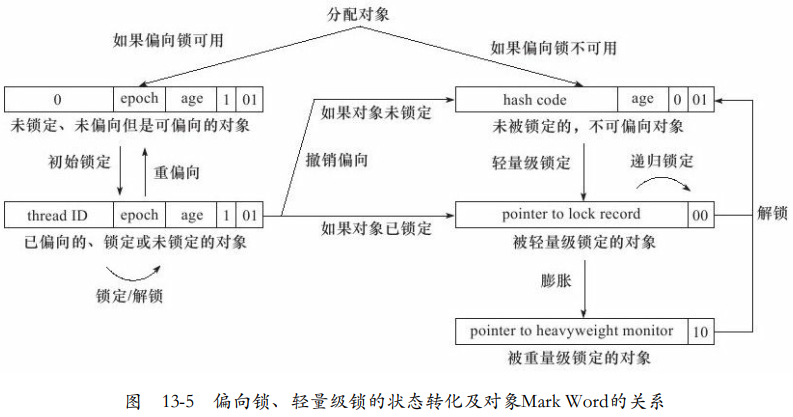 分配对象
如果偏向锁可用
如果偏向锁不可用
0 epoch age 1 01
hash code age 0 01
未锁定、未偏向但是可偏向的对象
如果对象未锁定
未被锁定的，不可偏向对象
初始锁定
重偏向
撤销偏向
轻量级锁定
递归锁定
thread ID epoch age 1 01
pointer to lock record 00
解锁
已偏向的、锁定或未锁定的对象
如果对象已锁定
被轻量级锁定的对象
锁定/解锁
膨胀
pointer to heavyweight monitor 10
被重量级锁定的对象
图 13-5 偏向锁、轻量级锁的状态转化及对象Mark Word的关系